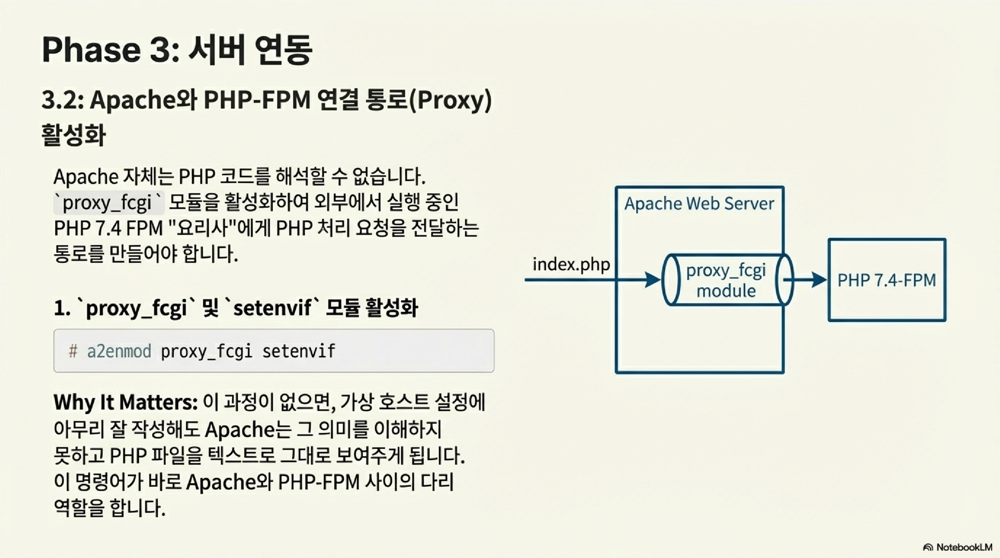 Phase 3: 서버 연동
3.2: Apache와 PHP-FPM 연결 통로(Proxy)
활성화
Apache 자체는 PHP 코드를 해석할 수 없습니다.
`proxy_fcgi` 모듈을 활성화하여 외부에서 실행 중인
PHP 7.4 FPM "요리사"에게 PHP 처리 요청을 전달하는
통로를 만들어야 합니다.
1. `proxy_fcgi` 및 `setenvif` 모듈 활성화
# a2enmod proxy_fcgi setenvif
Why It Matters: 이 과정이 없으면, 가상 호스트 설정에
아무리 잘 작성해도 Apache는 그 의미를 이해하지
못하고 PHP 파일을 텍스트로 그대로 보여주게 됩니다.
이 명령어가 바로 Apache와 PHP-FPM 사이의 다리
역할을 합니다.
Apache Web Server
index.php
proxy_fcgi
module
PHP 7.4-FPM
NotebookLM